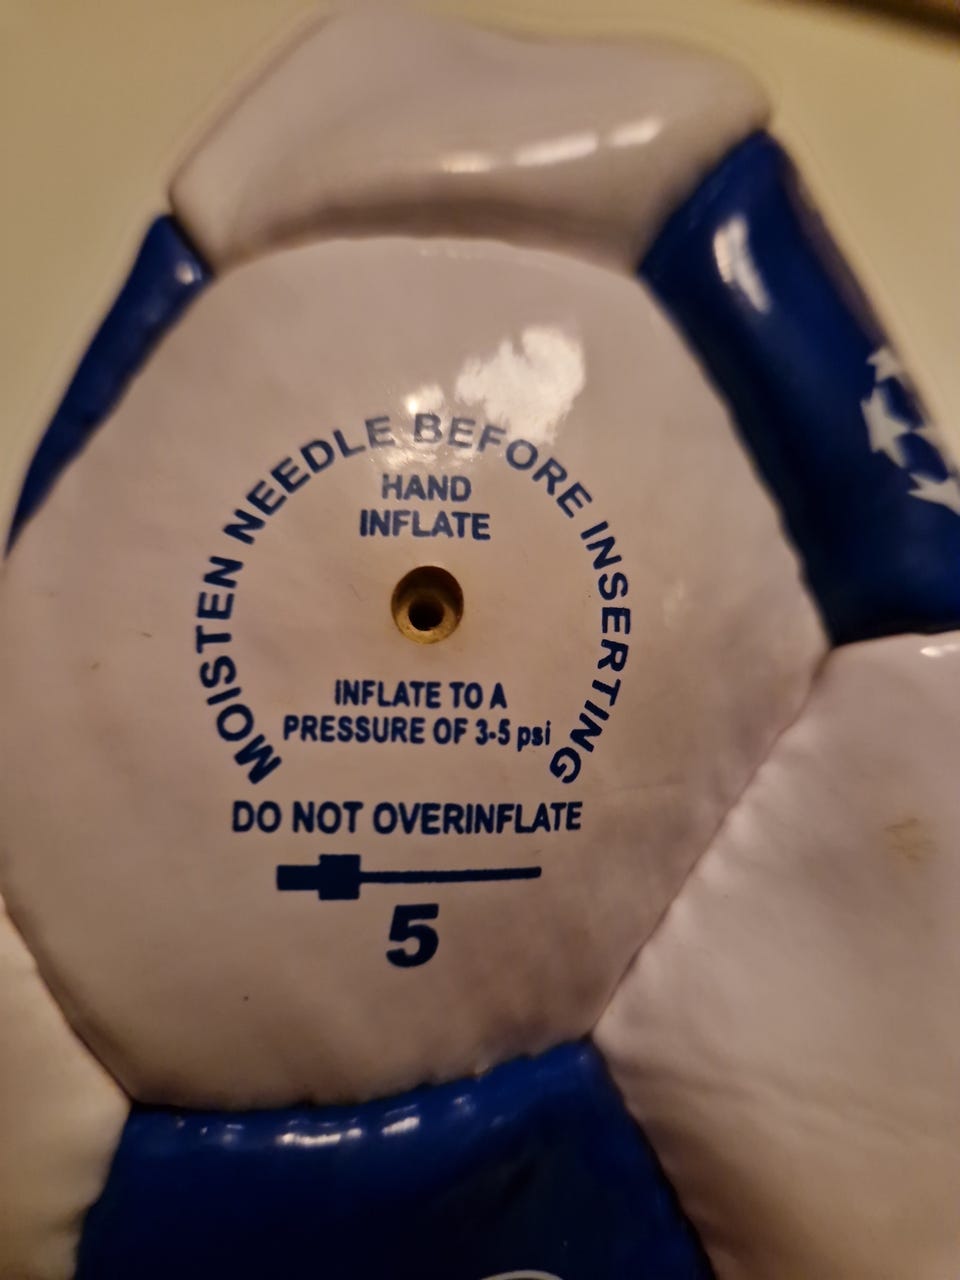 MOISTEN NEEDLE BEFORE INSERTING
HAND
INFLATE
INFLATE TO A
PRESSURE OF 3-5 psi
DO NOT OVERINFLATE
5